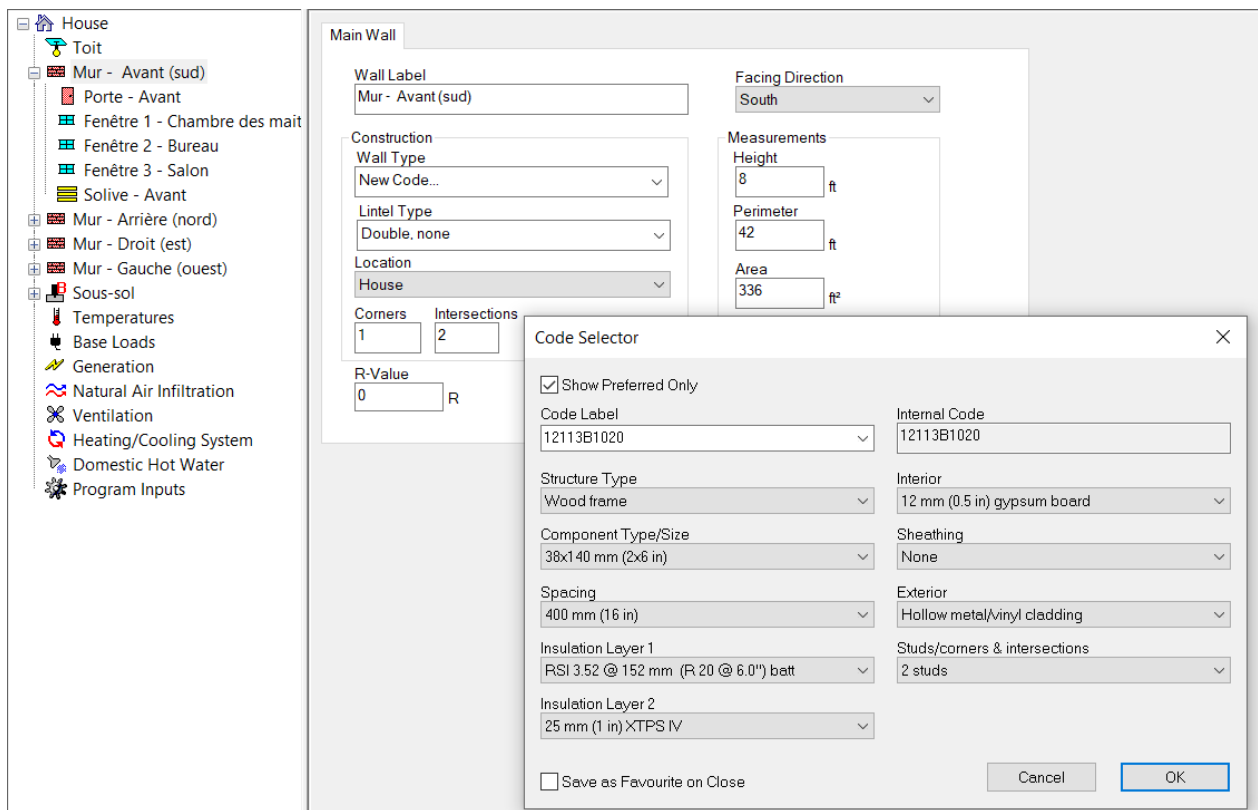 House
Toit
Mur -  Avant (sud)
Porte - Avant
Fenêtre 1 - Chambre des mait
Fenêtre 2 - Bureau
Fenêtre 3 - Salon
Solive - Avant
Mur - Arrière (nord)
Mur - Droit (est)
Mur - Gauche (ouest)
Sous-sol
Temperatures
Base Loads
Generation
Natural Air Infiltration
Ventilation
Heating/Cooling System
Domestic Hot Water
Program Inputs
Main Wall
Wall Label
Mur -  Avant (sud)
Facing Direction
South
Construction
Wall Type
New Code...
Lintel Type
Double, none
Location
House
Corners Intersections
1 2
R-Value
0 R
Measurements
Height
8 ft
Perimeter
42 ft
Area
336 ft²
Code Selector
Show Preferred Only
Code Label
12113B1020
Internal Code
12113B1020
Structure Type
Wood frame
Interior
12 mm (0.5 in) gypsum board
Component Type/Size
38x140 mm (2x6 in)
Sheathing
None
Spacing
400 mm (16 in)
Exterior
Hollow metal/vinyl cladding
Insulation Layer 1
RSI 3.52 @ 152 mm  (R 20 @ 6.0") batt
Studs/corners & intersections
2 studs
Insulation Layer 2
25 mm (1 in) XTPS IV
Save as Favourite on Close
Cancel
OK